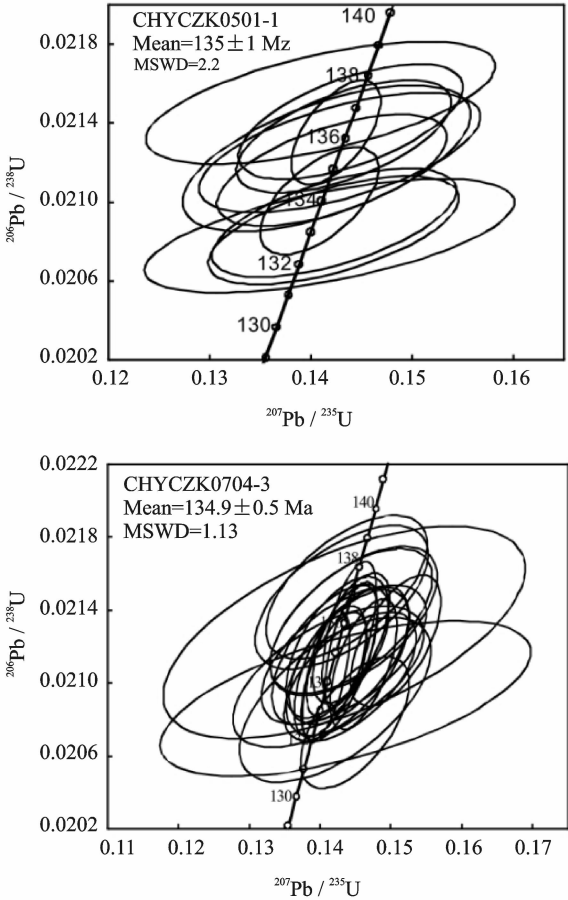 CHYCZK0501-1
Mean=135±1 Mz
MSWD=2.2
140
138
136
134
132
130
0.0218
0.0214
0.0210
0.0206
0.0202
²⁰⁶Pb / ²³⁸U
0.12 0.13 0.14 0.15 0.16
²⁰⁷Pb / ²³⁵U
CHYCZK0704-3
Mean=134.9±0.5 Ma
MSWD=1.13
140
138
130
0.0222
0.0218
0.0214
0.0210
0.0206
0.0202
²⁰⁶Pb / ²³⁸U
0.11 0.12 0.13 0.14 0.15 0.16 0.17
²⁰⁷Pb / ²³⁵U